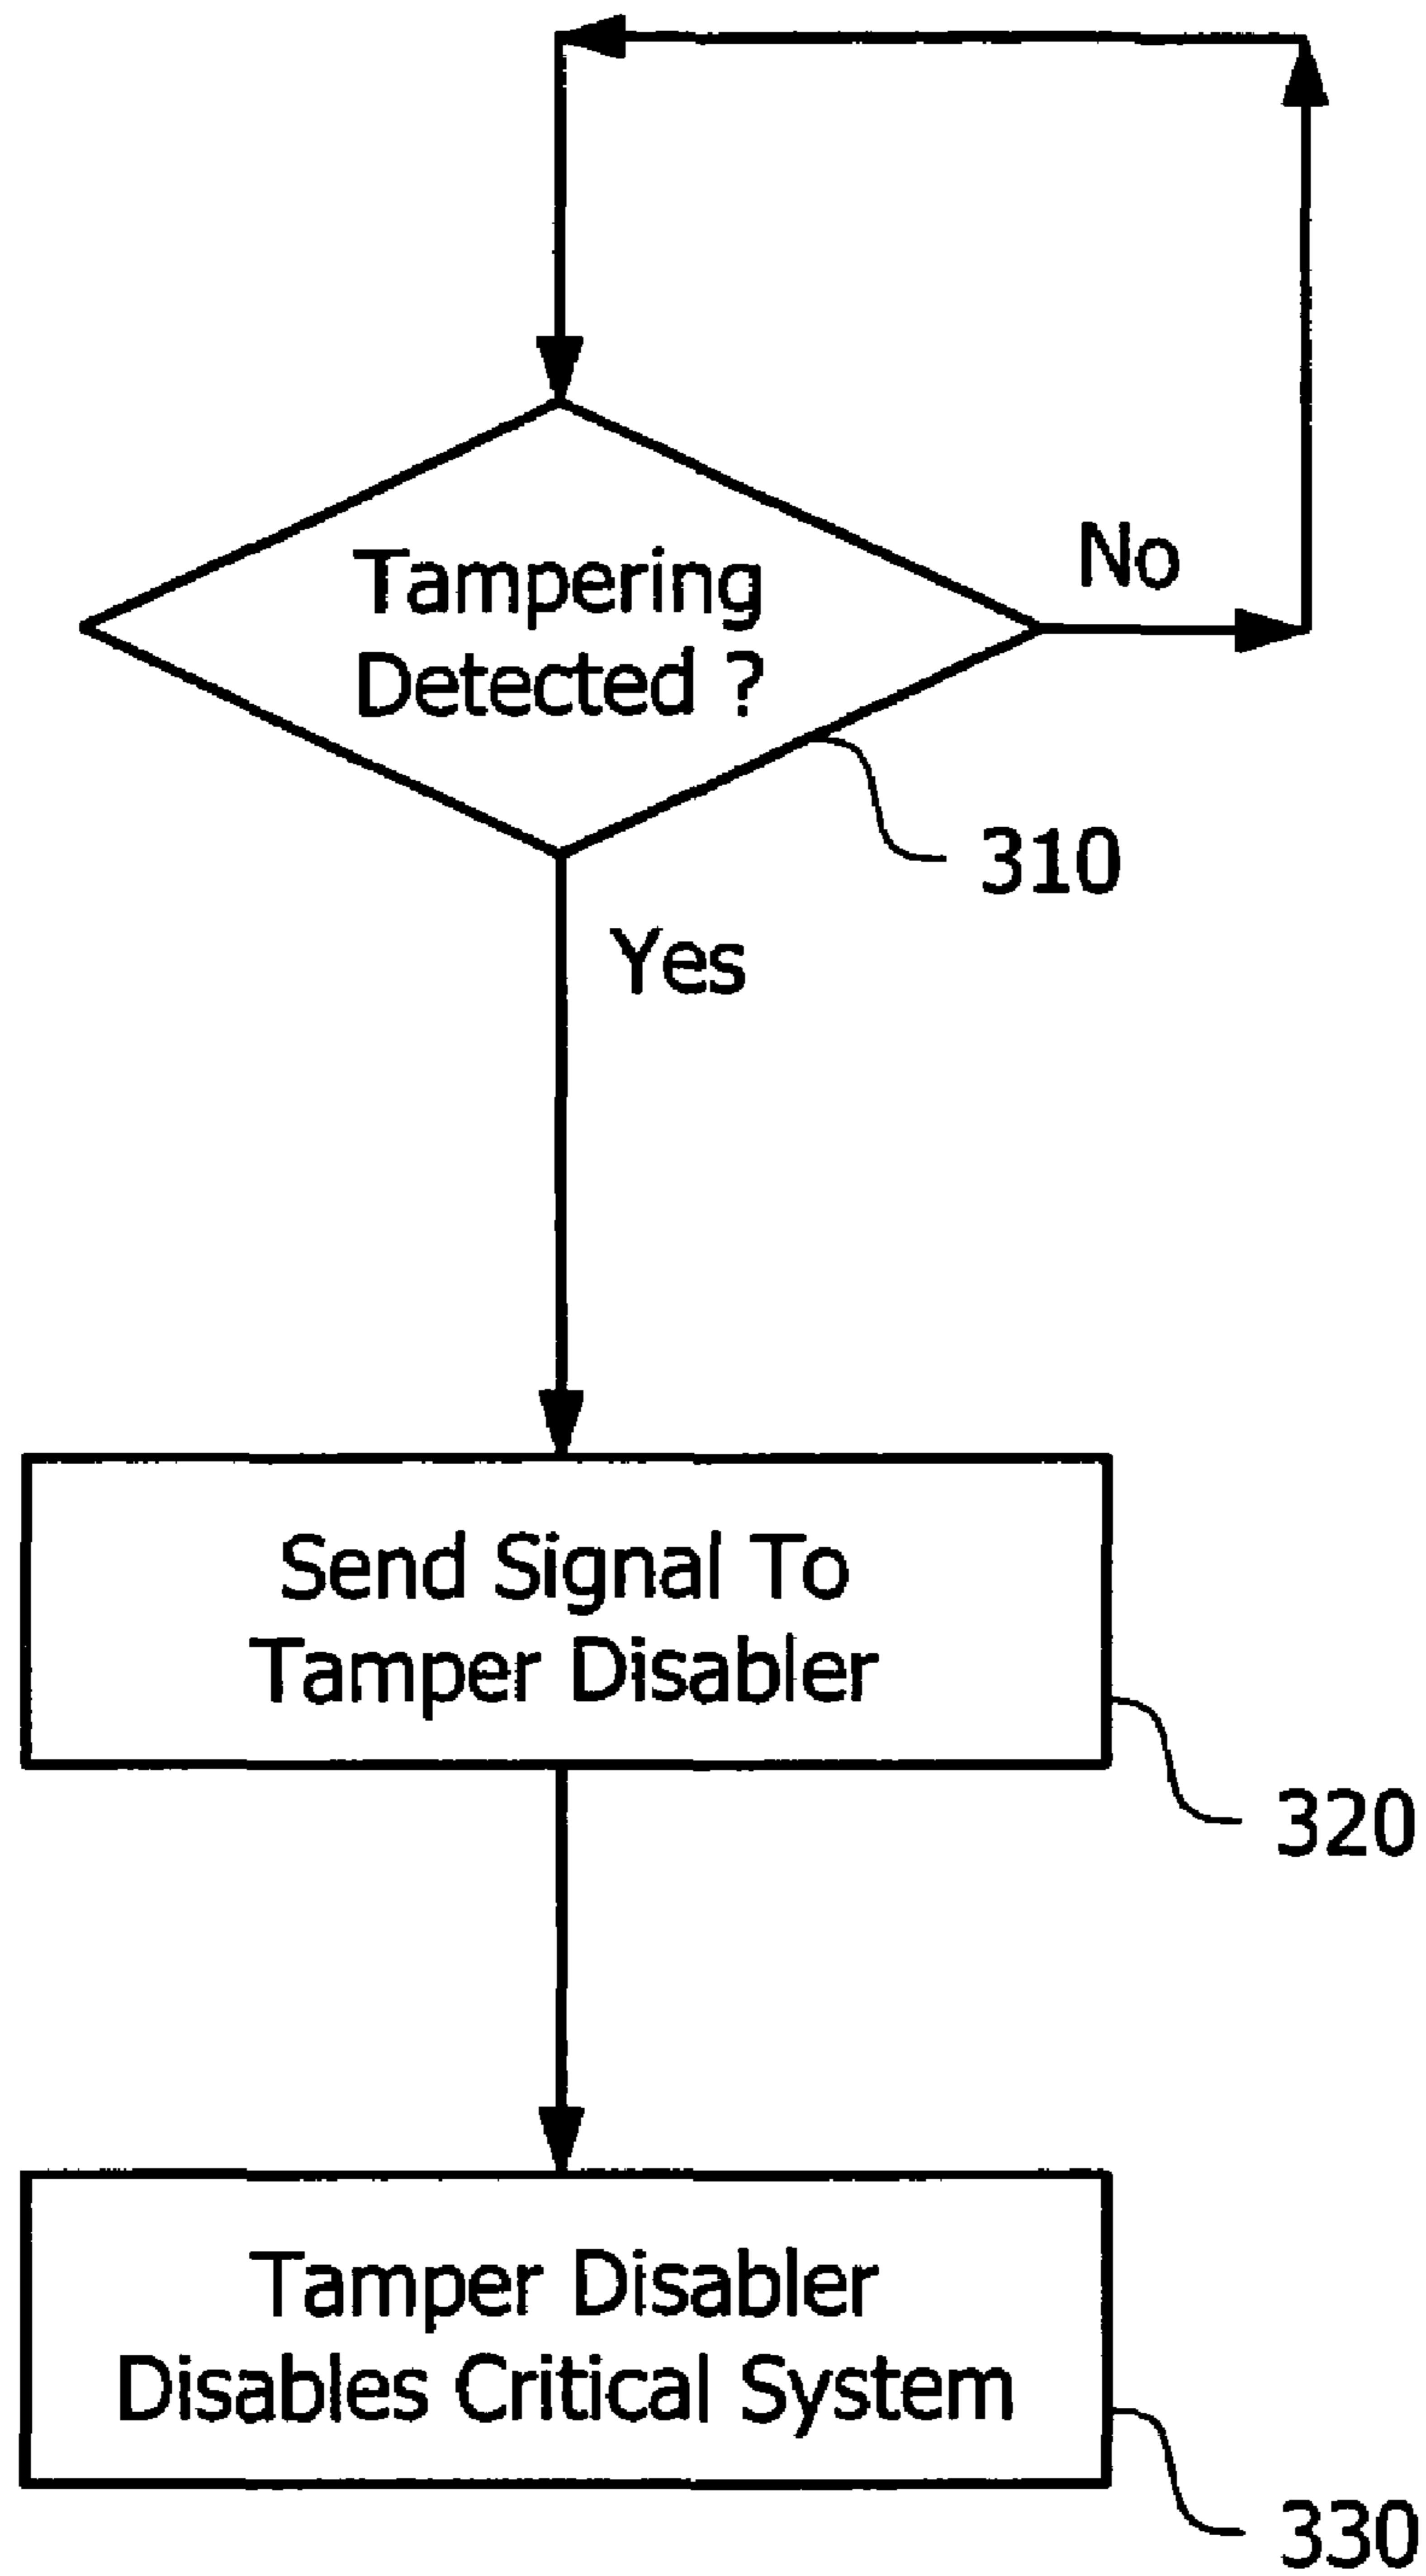 Tampering
Detected ?
No
310
Yes
Send Signal To
Tamper Disabler
320
Tamper Disabler
Disables Critical System
330